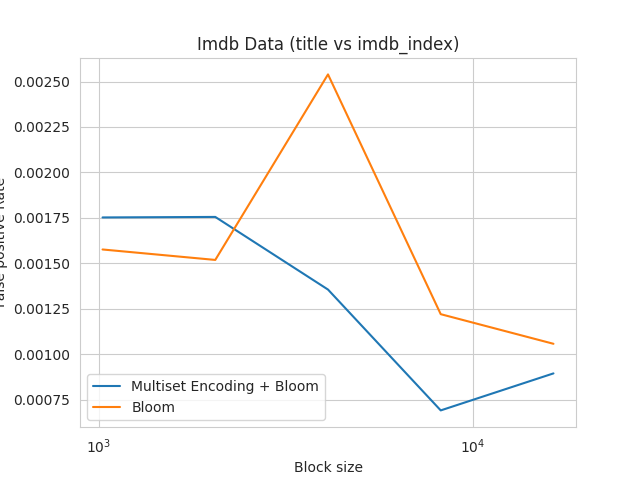 Imdb Data (title vs imdb_index)
0.00250
0.00225
0.00200
0.00175
0.00150
0.00125
0.00100
0.00075
False positive Rate
Multiset Encoding + Bloom
Bloom
10³
10⁴
Block size